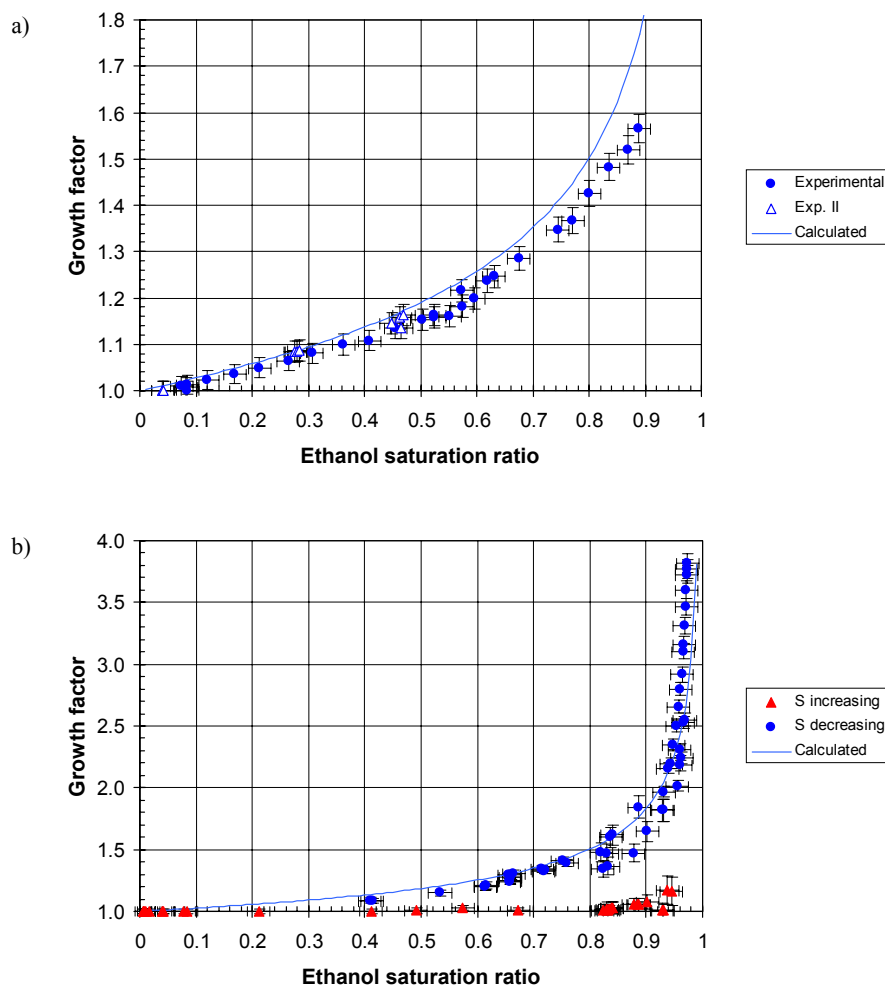 a)
1.8
1.7
1.6
1.5
1.4
1.3
1.2
1.1
1.0
Growth factor
0 0.1 0.2 0.3 0.4 0.5 0.6 0.7 0.8 0.9 1
Ethanol saturation ratio
Experimental
Exp. II
Calculated
b)
4.0
3.5
3.0
2.5
2.0
1.5
1.0
Growth factor
0 0.1 0.2 0.3 0.4 0.5 0.6 0.7 0.8 0.9 1
Ethanol saturation ratio
S increasing
S decreasing
Calculated